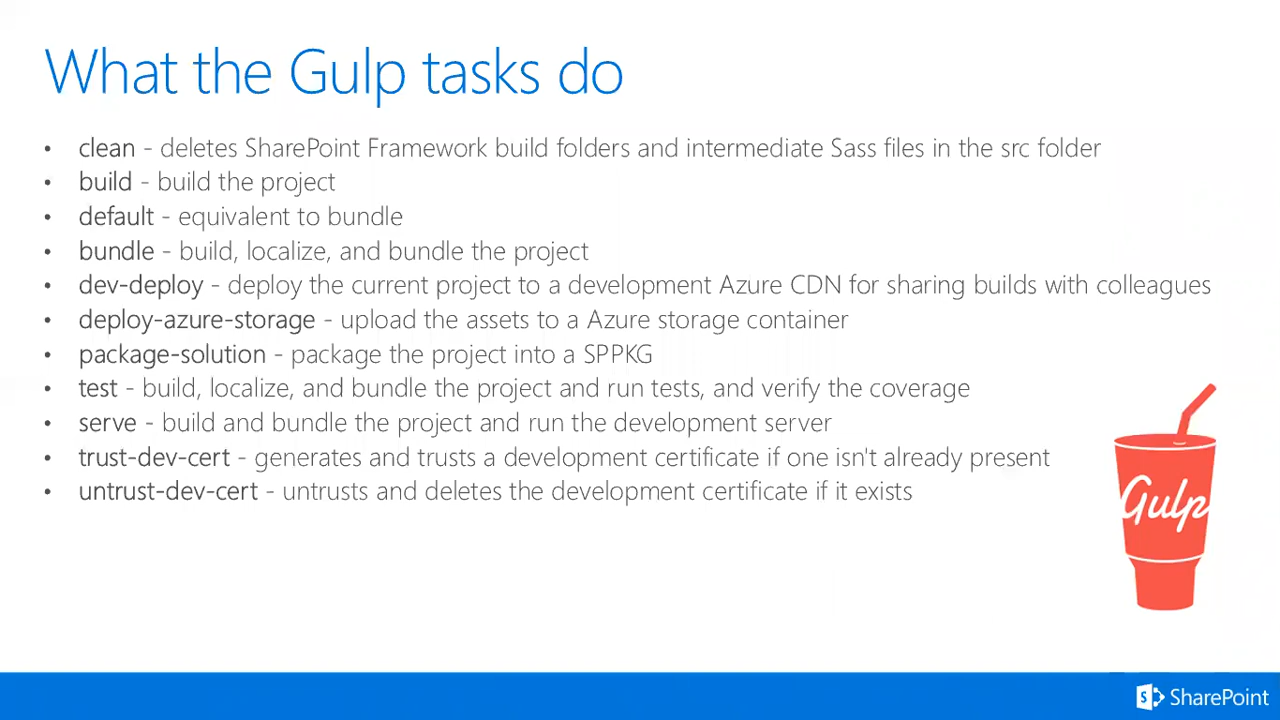 What the Gulp tasks do
• clean - deletes SharePoint Framework build folders and intermediate Sass files in the src folder
• build - build the project
• default - equivalent to bundle
• bundle - build, localize, and bundle the project
• dev-deploy - deploy the current project to a development Azure CDN for sharing builds with colleagues
• deploy-azure-storage - upload the assets to a Azure storage container
• package-solution - package the project into a SPPKG
• test - build, localize, and bundle the project and run tests, and verify the coverage
• serve - build and bundle the project and run the development server
• trust-dev-cert - generates and trusts a development certificate if one isn't already present
• untrust-dev-cert - untrusts and deletes the development certificate if it exists
Gulp
S SharePoint